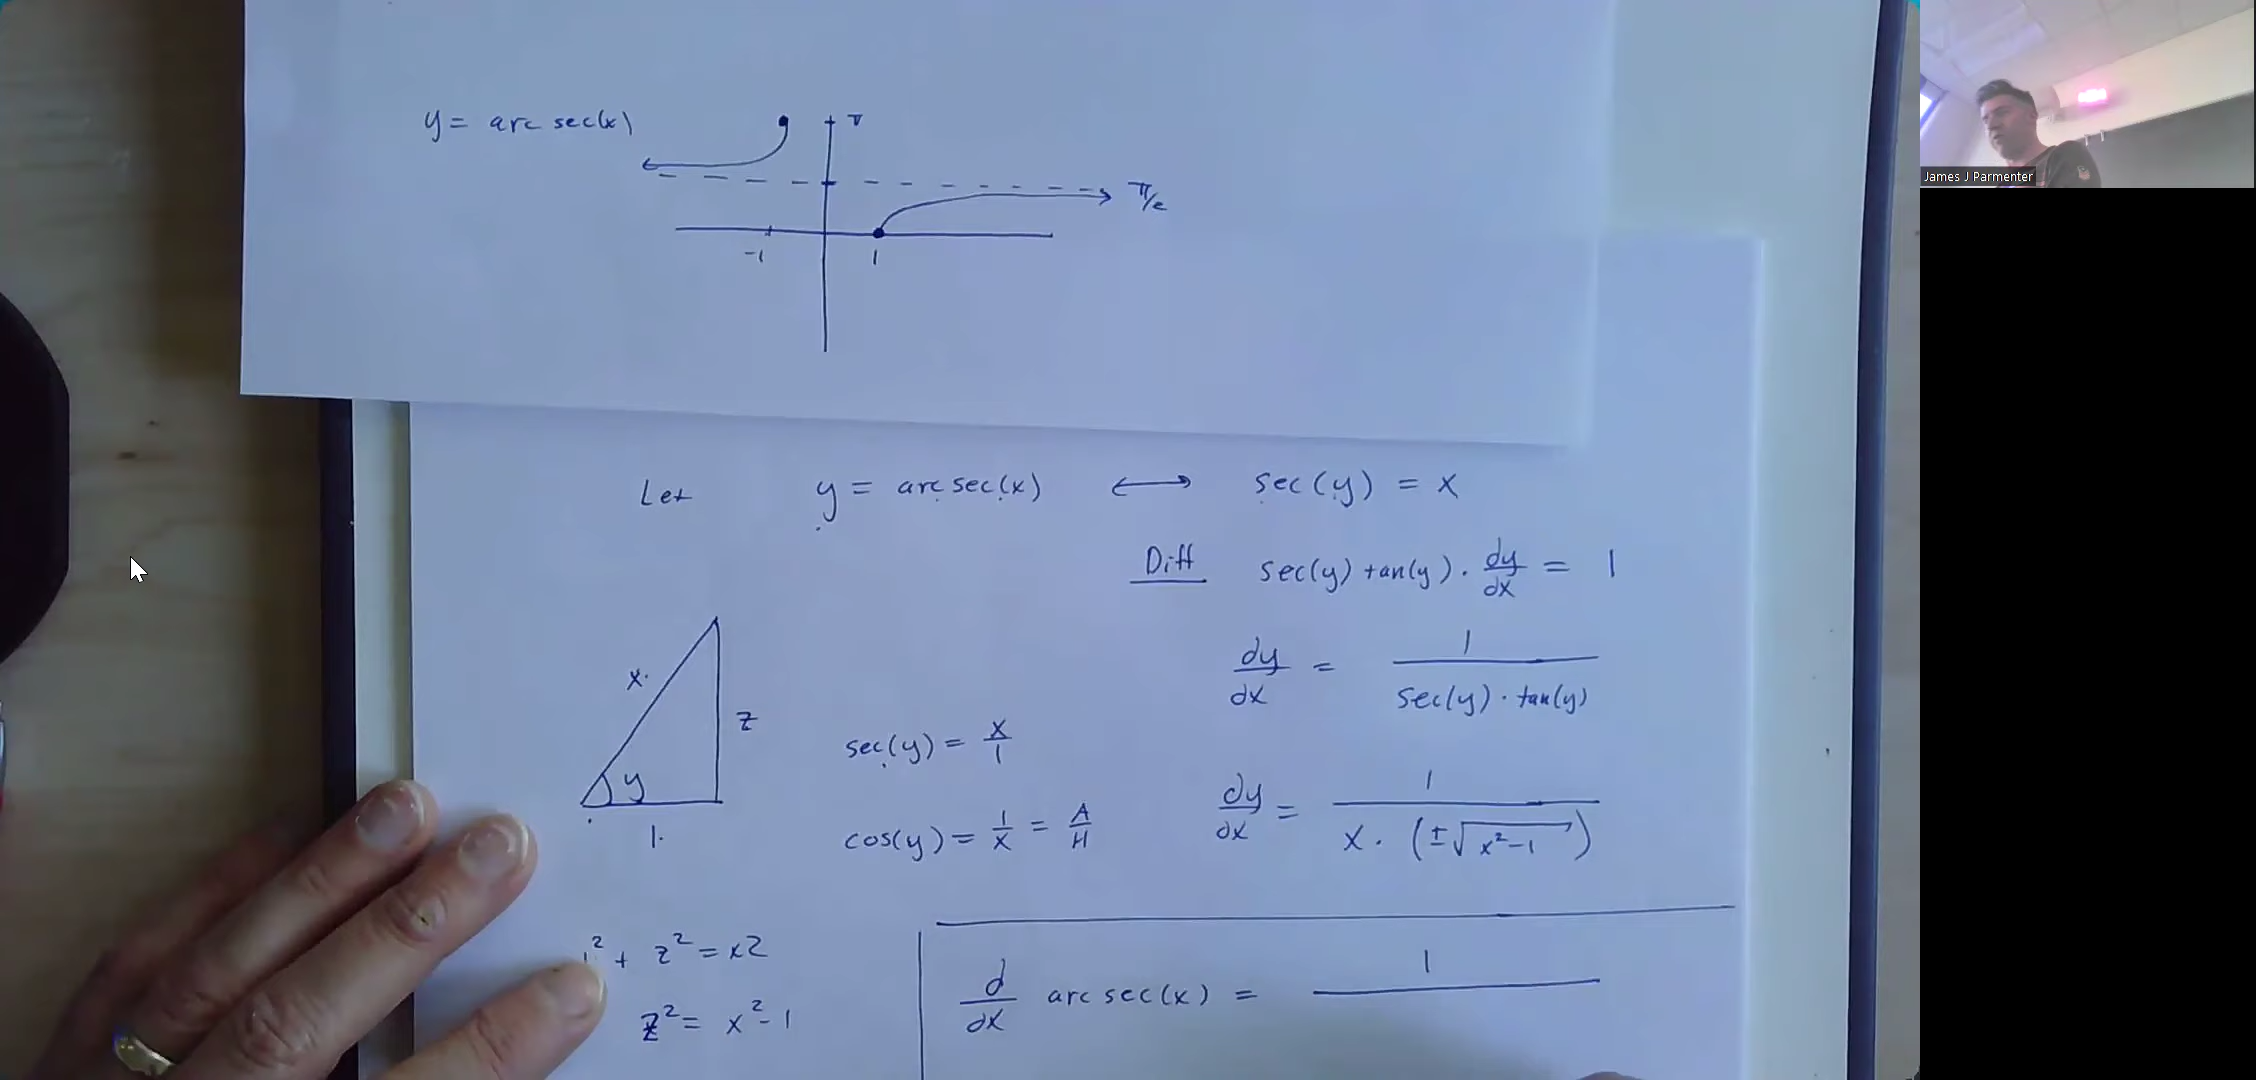 y = arc sec(x)
π
π/2
-1
1
Let y = arc sec(x) ⟷ sec(y) = x
Diff sec(y) tan(y) · dy/dx = 1
dy/dx = 1/(sec(y) · tan(y))
x
z
y
1
sec(y) = x/1
cos(y) = 1/x = A/H
dy/dx = 1/(x · (±√(x²-1)))
² + z² = x2
z² = x² - 1
d/dx arc sec(x) = 1
James J Parmenter